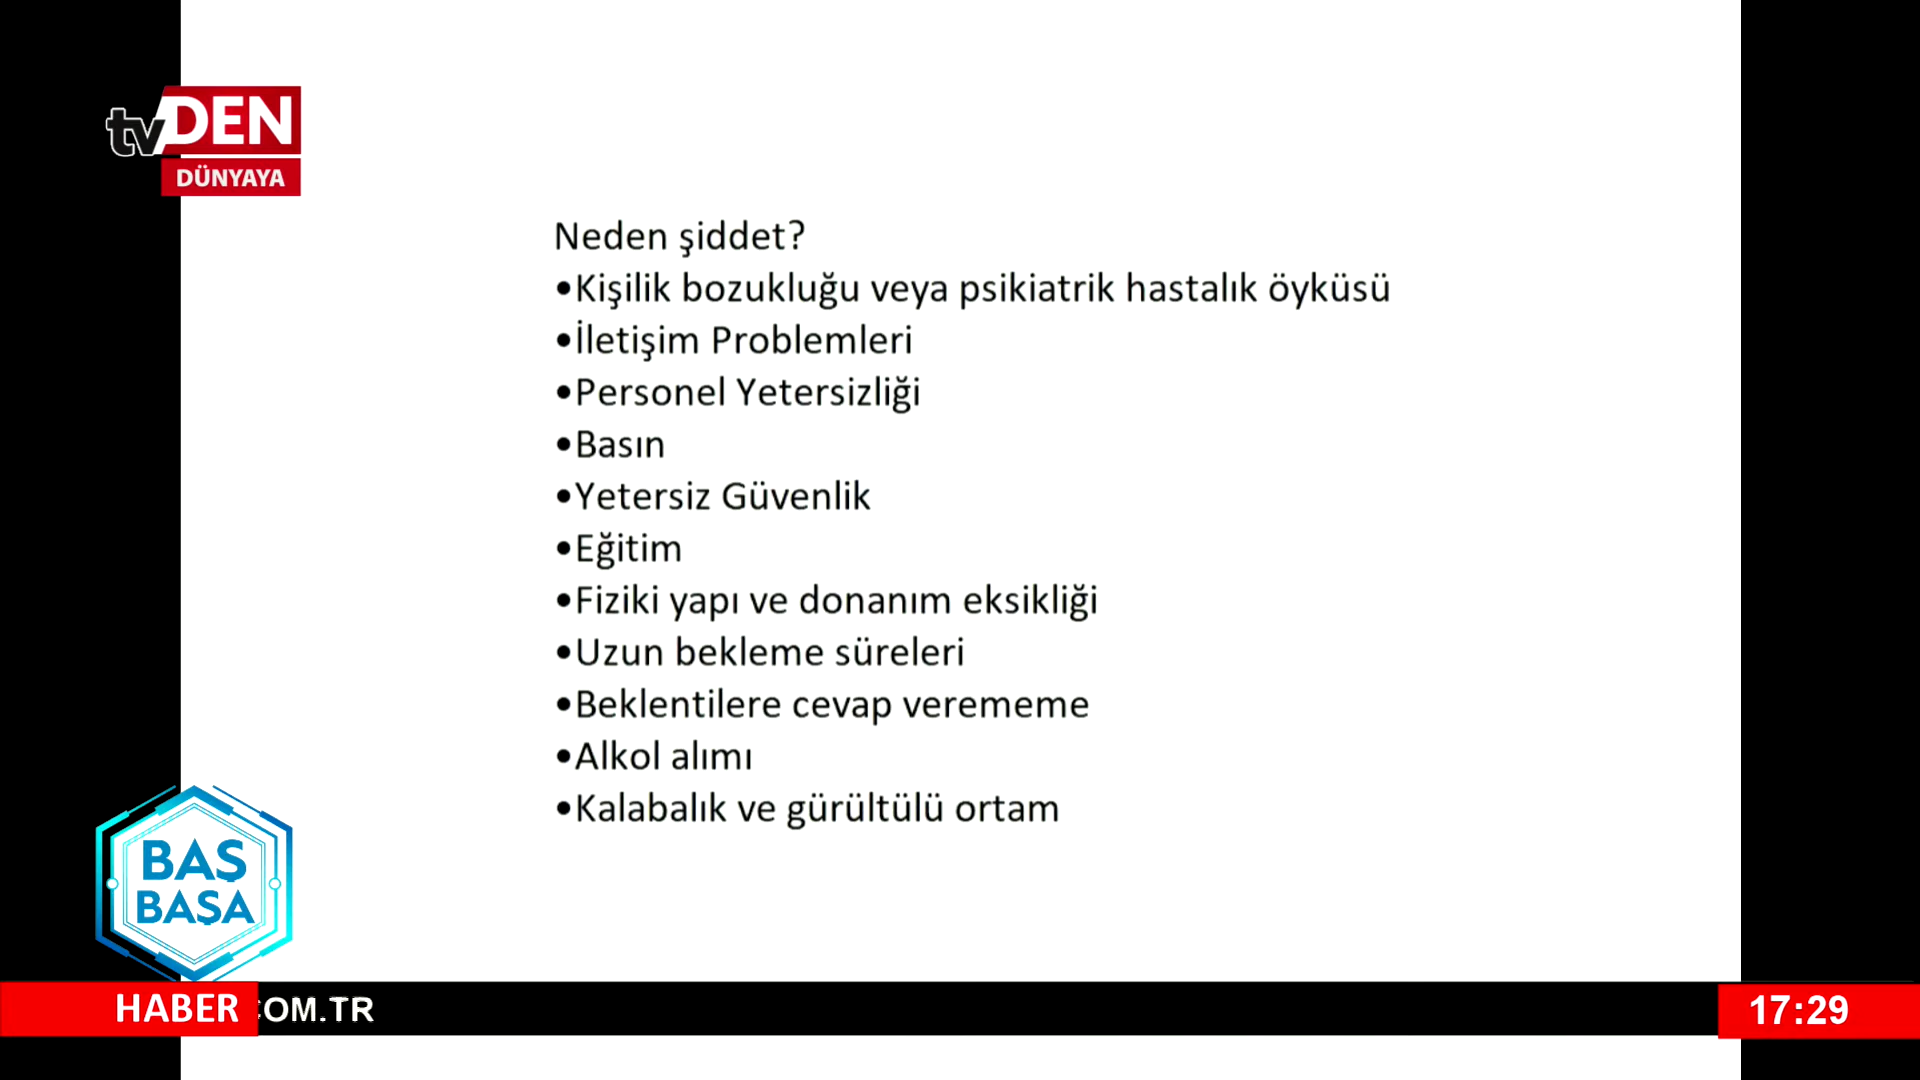 tvDEN
DÜNYAYA
Neden şiddet?
•Kişilik bozukluğu veya psikiatrik hastalık öyküsü
•İletişim Problemleri
•Personel Yetersizliği
•Basın
•Yetersiz Güvenlik
•Eğitim
•Fiziki yapı ve donanım eksikliği
•Uzun bekleme süreleri
•Beklentilere cevap verememe
•Alkol alımı
•Kalabalık ve gürültülü ortam
BAŞ
BAŞA
HABER COM.TR
17:29